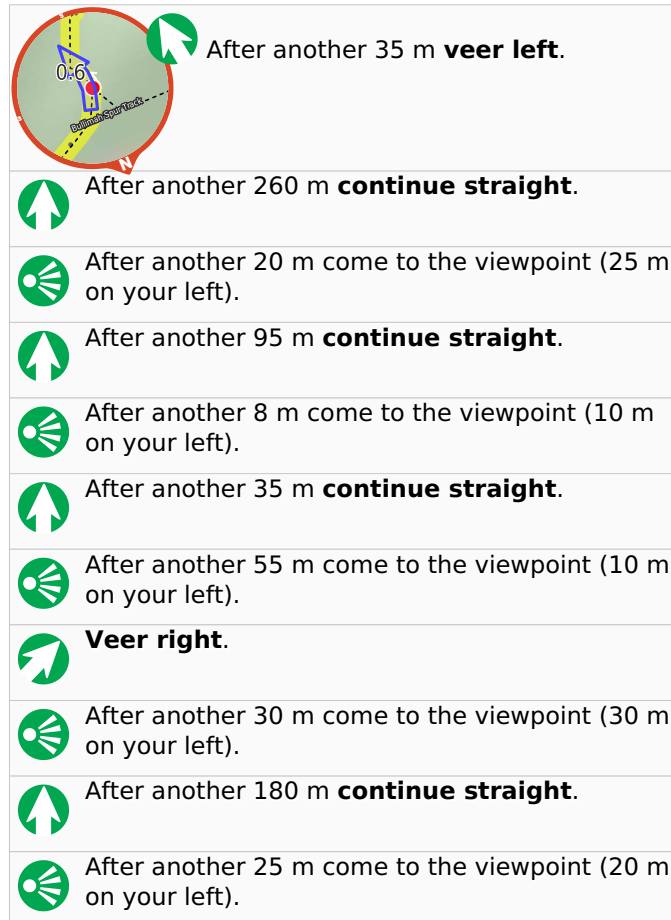 After another 35 m veer left.
0.6
Bullimah Spur Track
N
After another 260 m continue straight.
After another 20 m come to the viewpoint (25 m
on your left).
After another 95 m continue straight.
After another 8 m come to the viewpoint (10 m
on your left).
After another 35 m continue straight.
After another 55 m come to the viewpoint (10 m
on your left).
Veer right.
After another 30 m come to the viewpoint (30 m
on your left).
After another 180 m continue straight.
After another 25 m come to the viewpoint (20 m
on your left).